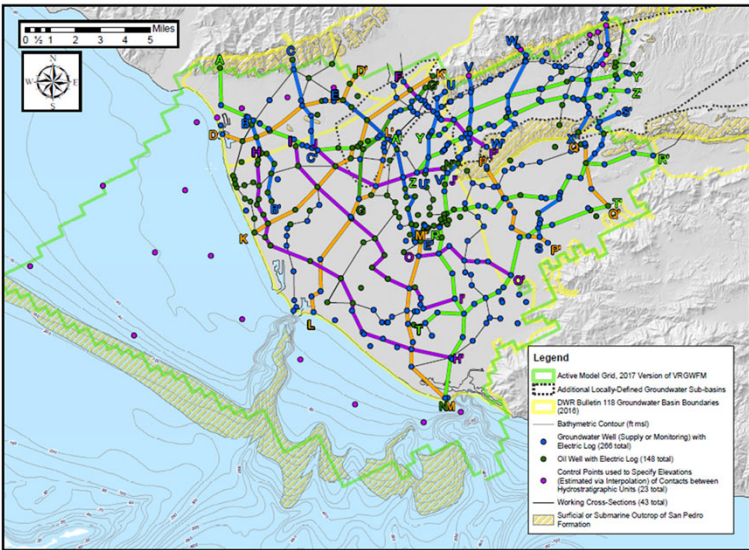 Miles
0 ½ 1 2 3 4 5
N
W E
S
A
C
D'
F
K'
U
V
W
X
Y'
Z'
S'
D
B
H
C'
Y
Z
U'
V'
J'
W'
X'
R'
B'
G
K
M'
E'
O
S
P'
T'
Q'
O'
L
I'
T
H'
N
M
Legend
Active Model Grid, 2017 Version of VRGWFM
Additional Locally-Defined Groundwater Sub-basins
DWR Bulletin 118 Groundwater Basin Boundaries
(2016)
Bathymetric Contour (ft msl)
Groundwater Well (Supply or Monitoring) with
Electric Log (266 total)
Oil Well with Electric Log (148 total)
Control Points used to Specify Elevations
(Estimated via Interpolation) of Contacts between
Hydrostratigraphic Units (23 total)
Working Cross-Sections (43 total)
Surficial or Submarine Outcrop of San Pedro
Formation